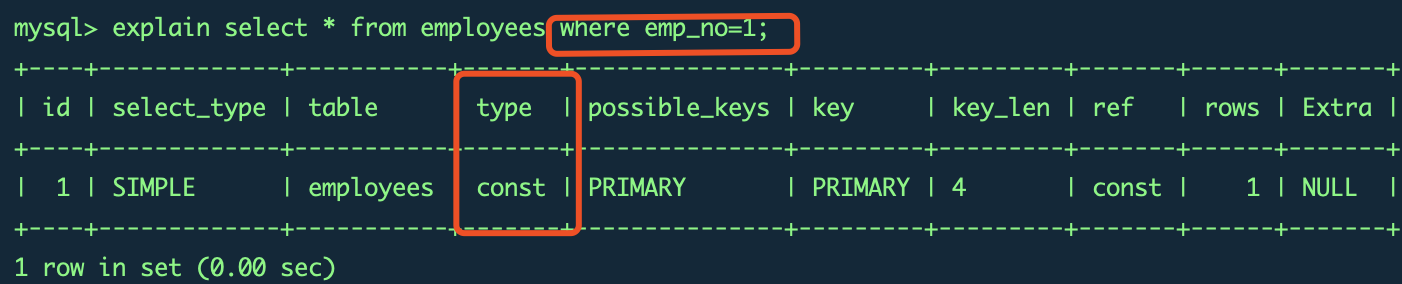 mysql> explain select * from employees where emp_no=1;
+----+-------------+-----------+-------+---------------+---------+---------+-------+------+-------+
| id | select_type | table     | type  | possible_keys | key     | key_len | ref   | rows | Extra |
+----+-------------+-----------+-------+---------------+---------+---------+-------+------+-------+
|  1 | SIMPLE      | employees | const | PRIMARY       | PRIMARY | 4       | const |    1 | NULL  |
+----+-------------+-----------+-------+---------------+---------+---------+-------+------+-------+
1 row in set (0.00 sec)